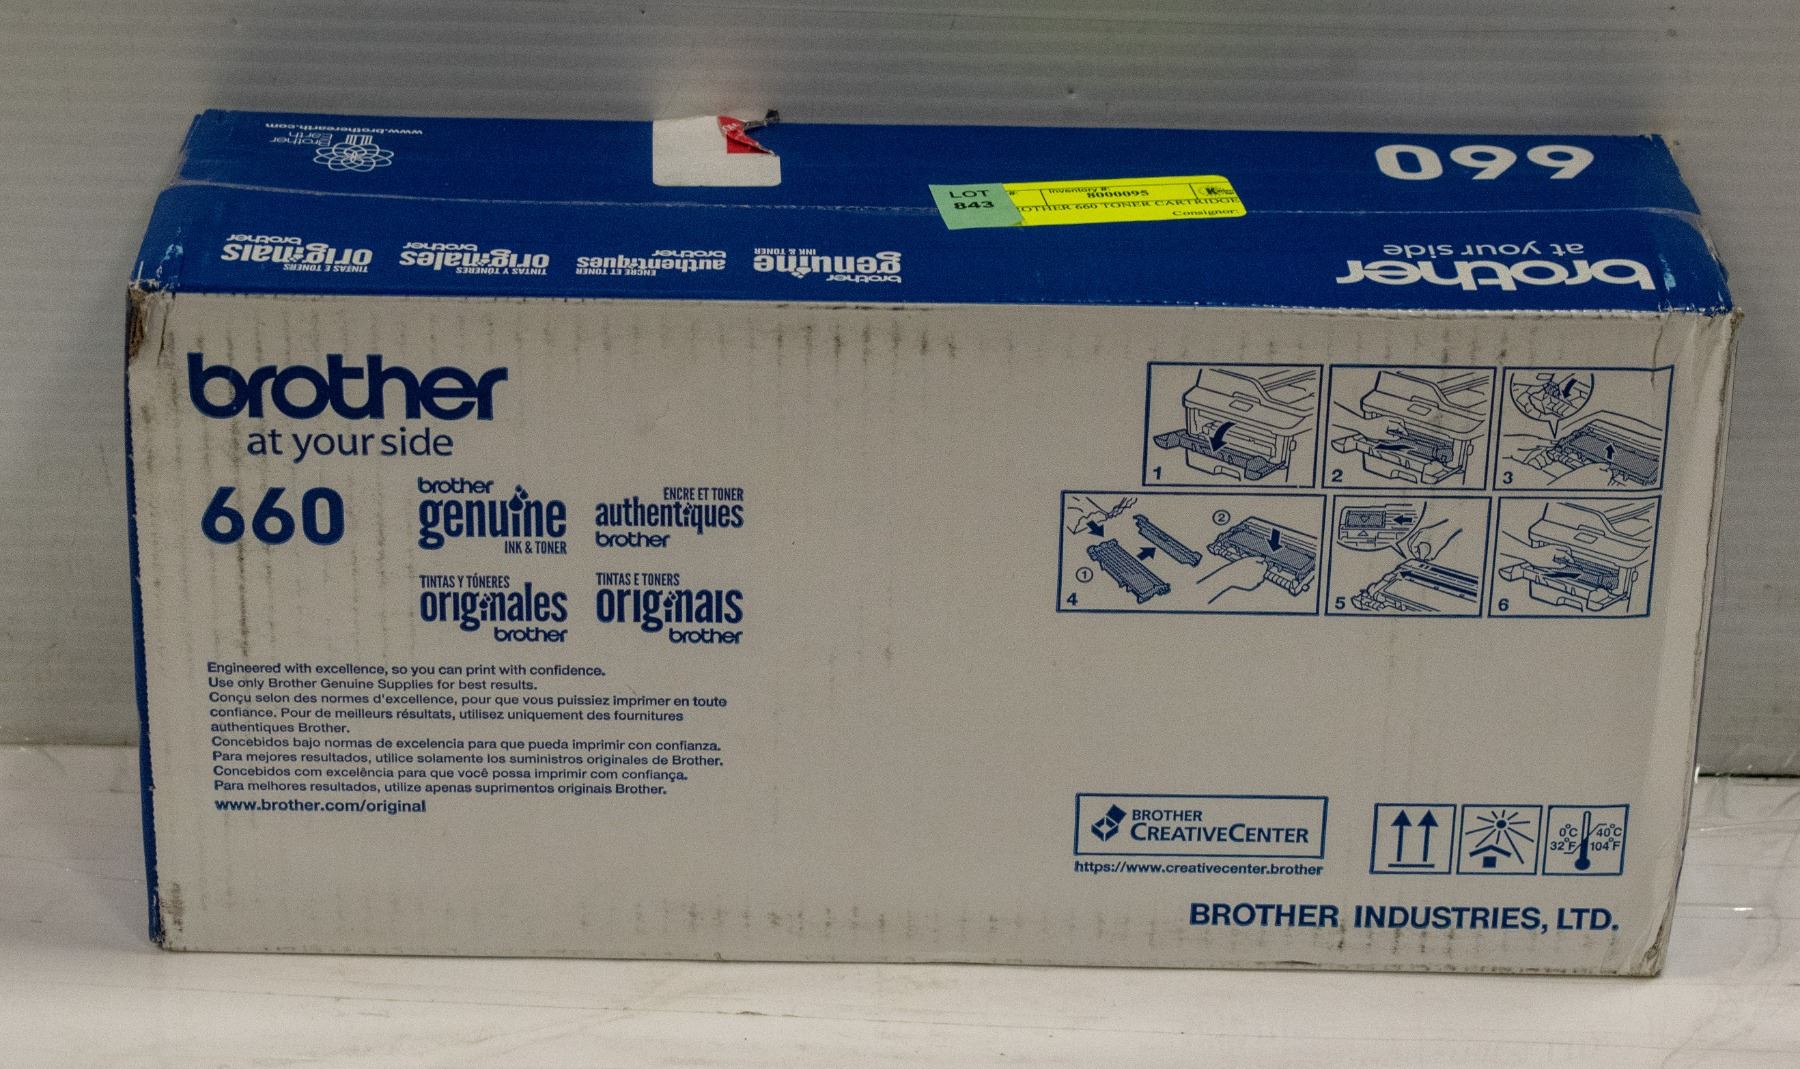 www.brotherearth.com
Brother
Earth
660
LOT
843
#
Inventory #:
8000095
OTHER 660 TONER CARTRIDGE
Consignor:
brother
at your side
TINTAS E TONERS
originais
brother
TINTAS Y TÓNERES
originales
brother
ENCRE ET TONER
authentiques
brother
brother
genuine
INK & TONER
brother
at your side
660
brother
genuine
INK & TONER
ENCRE ET TONER
authentiques
brother
TINTAS Y TÓNERES
originales
brother
TINTAS E TONERS
originais
brother
Engineered with excellence, so you can print with confidence.
Use only Brother Genuine Supplies for best results.
Conçu selon des normes d'excellence, pour que vous puissiez imprimer en toute
confiance. Pour de meilleurs résultats, utilisez uniquement des fournitures
authentiques Brother.
Concebidos bajo normas de excelencia para que pueda imprimir con confianza.
Para mejores resultados, utilice solamente los suministros originales de Brother.
Concebidos com excelência para que você possa imprimir com confiança.
Para melhores resultados, utilize apenas suprimentos originais Brother.
www.brother.com/original
1
2
3
4
①
②
5
6
BROTHER
CREATIVECENTER
https://www.creativecenter.brother
0°C 40°C
32°F 104°F
BROTHER INDUSTRIES, LTD.